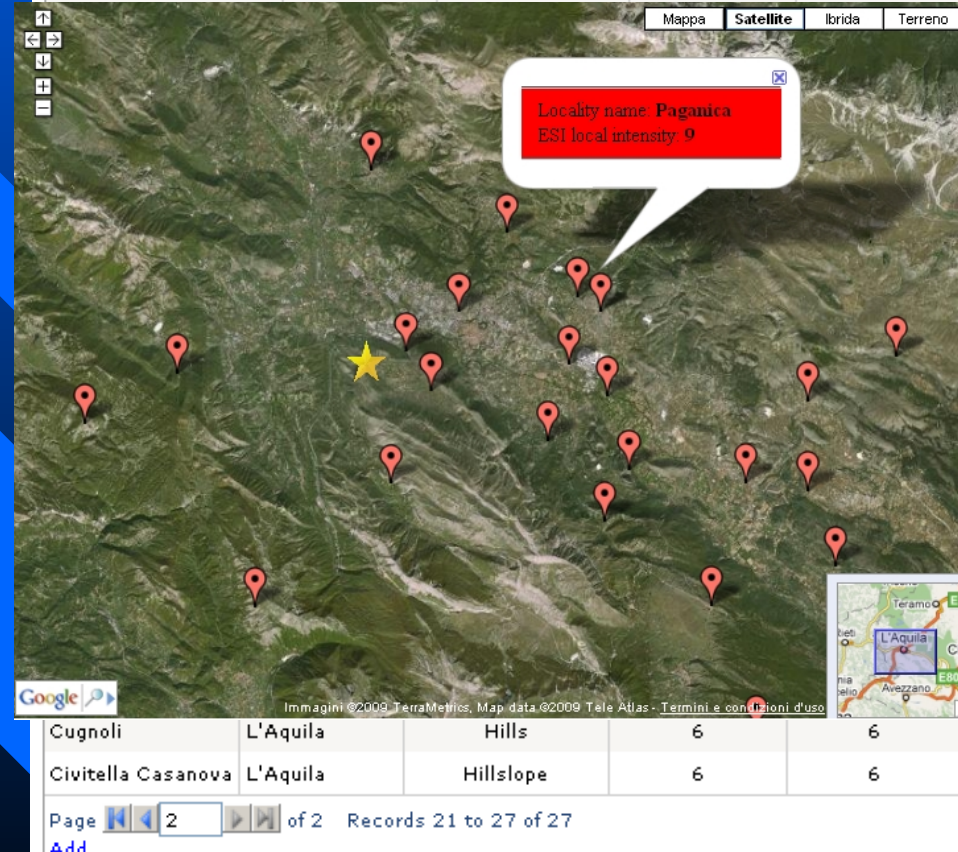 Mappa Satellite Ibrida Terreno
Locality name: Paganica
ESI local intensity: 9
Teramo
L'Aquila
E80
Avezzano
Google
Immagini ©2009 TerraMetrics, Map data ©2009 Tele Atlas - Termini e condizioni d'uso
Cugnoli L'Aquila Hills 6 6
Civitella Casanova L'Aquila Hillslope 6 6
Page 2 of 2 Records 21 to 27 of 27
Add